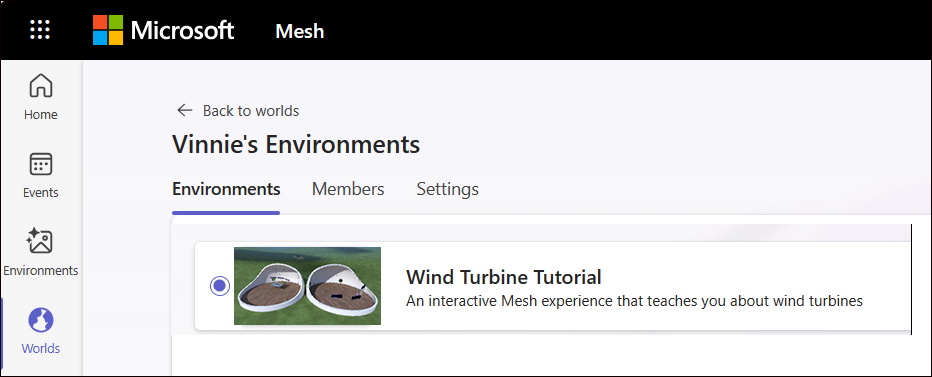 Microsoft Mesh
Home
Events
Environments
Worlds
Back to worlds
Vinnie's Environments
Environments Members Settings
Wind Turbine Tutorial
An interactive Mesh experience that teaches you about wind turbines